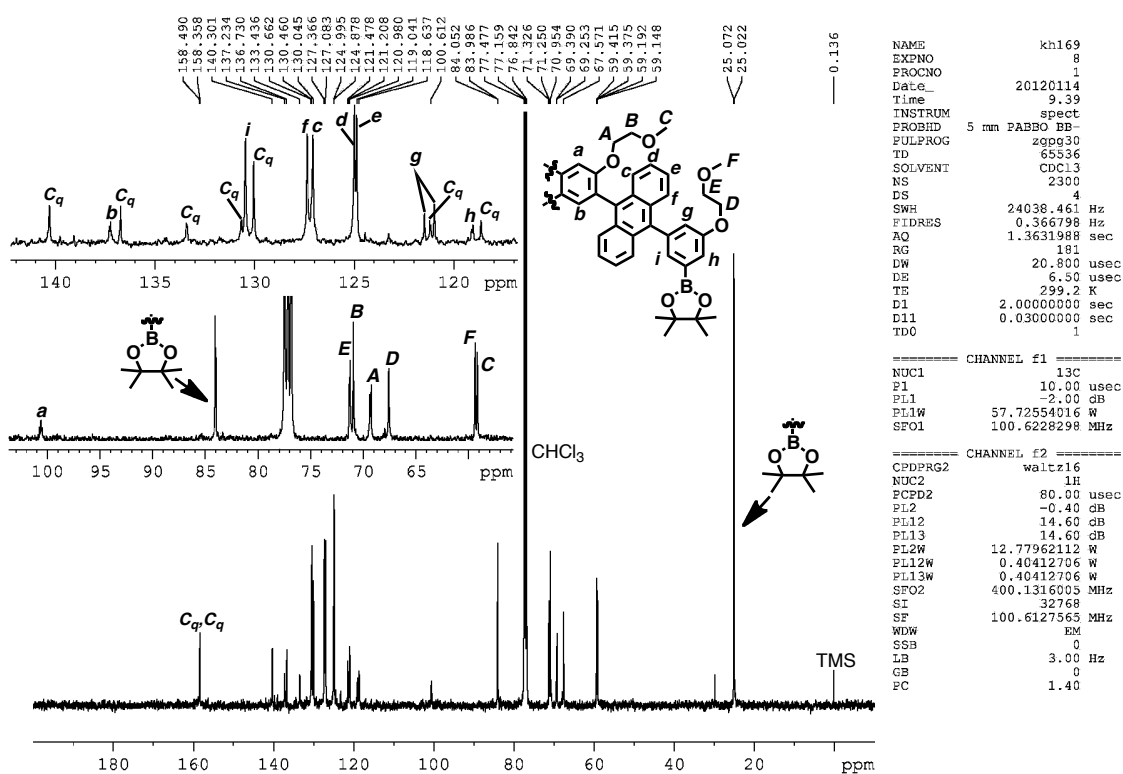 158.490
158.358
140.301
137.234
136.730
133.436
130.662
130.460
130.045
127.366
127.083
124.995
124.878
121.478
121.208
120.980
119.041
118.637
100.612
84.052
83.986
77.477
77.159
76.842
71.326
71.250
70.954
69.390
69.253
67.571
59.415
59.375
59.192
59.148
25.072
25.022
0.136
Cq b Cq Cq Cq i Cq f c d e g Cq h Cq
140 135 130 125 120 ppm
a E B A D F C
B
O O
100 95 90 85 80 75 70 65 60 ppm
a b c d e f g h i
A B C D E F
O O O O
B
O O
CHCl3
B
O O
Cq,Cq
TMS
180 160 140 120 100 80 60 40 20 ppm
NAME kh169
EXPNO 8
PROCNO 1
Date_ 20120114
Time 9.39
INSTRUM spect
PROBHD 5 mm PABBO BB-
PULPROG zgpg30
TD 65536
SOLVENT CDCl3
NS 2300
DS 4
SWH 24038.461 Hz
FIDRES 0.366798 Hz
AQ 1.3631988 sec
RG 181
DW 20.800 usec
DE 6.50 usec
TE 299.2 K
D1 2.00000000 sec
D11 0.03000000 sec
TD0 1
======== CHANNEL f1 ========
NUC1 13C
P1 10.00 usec
PL1 -2.00 dB
PL1W 57.72554016 W
SFO1 100.6228298 MHz
======== CHANNEL f2 ========
CPDPRG2 waltz16
NUC2 1H
PCPD2 80.00 usec
PL2 -0.40 dB
PL12 14.60 dB
PL13 14.60 dB
PL2W 12.77962112 W
PL12W 0.40412706 W
PL13W 0.40412706 W
SFO2 400.1316005 MHz
SI 32768
SF 100.6127565 MHz
WDW EM
SSB 0
LB 3.00 Hz
GB 0
PC 1.40